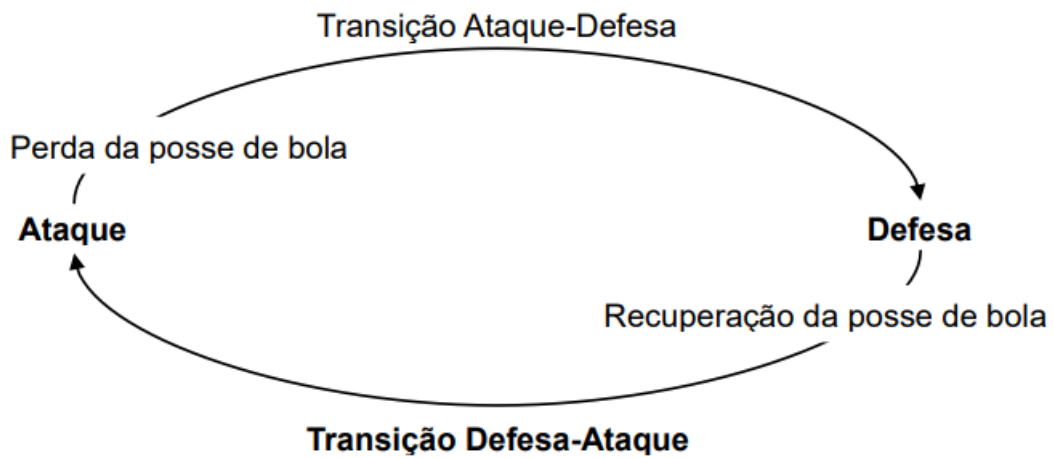 Transição Ataque-Defesa
Perda da posse de bola
Ataque
Defesa
Recuperação da posse de bola
Transição Defesa-Ataque